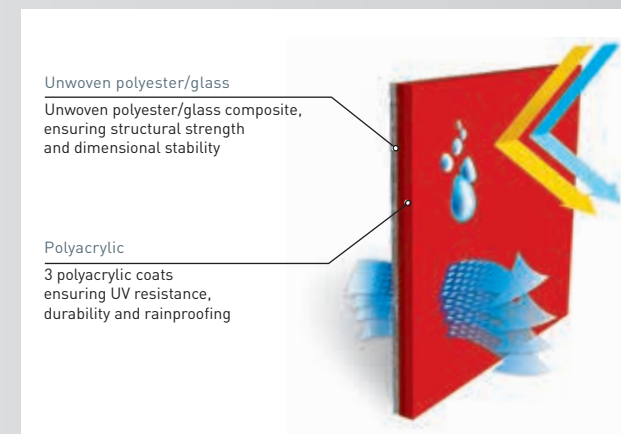 Unwoven polyester/glass
Unwoven polyester/glass composite,
ensuring structural strength
and dimensional stability
Polyacrylic
3 polyacrylic coats
ensuring UV resistance,
durability and rainproofing